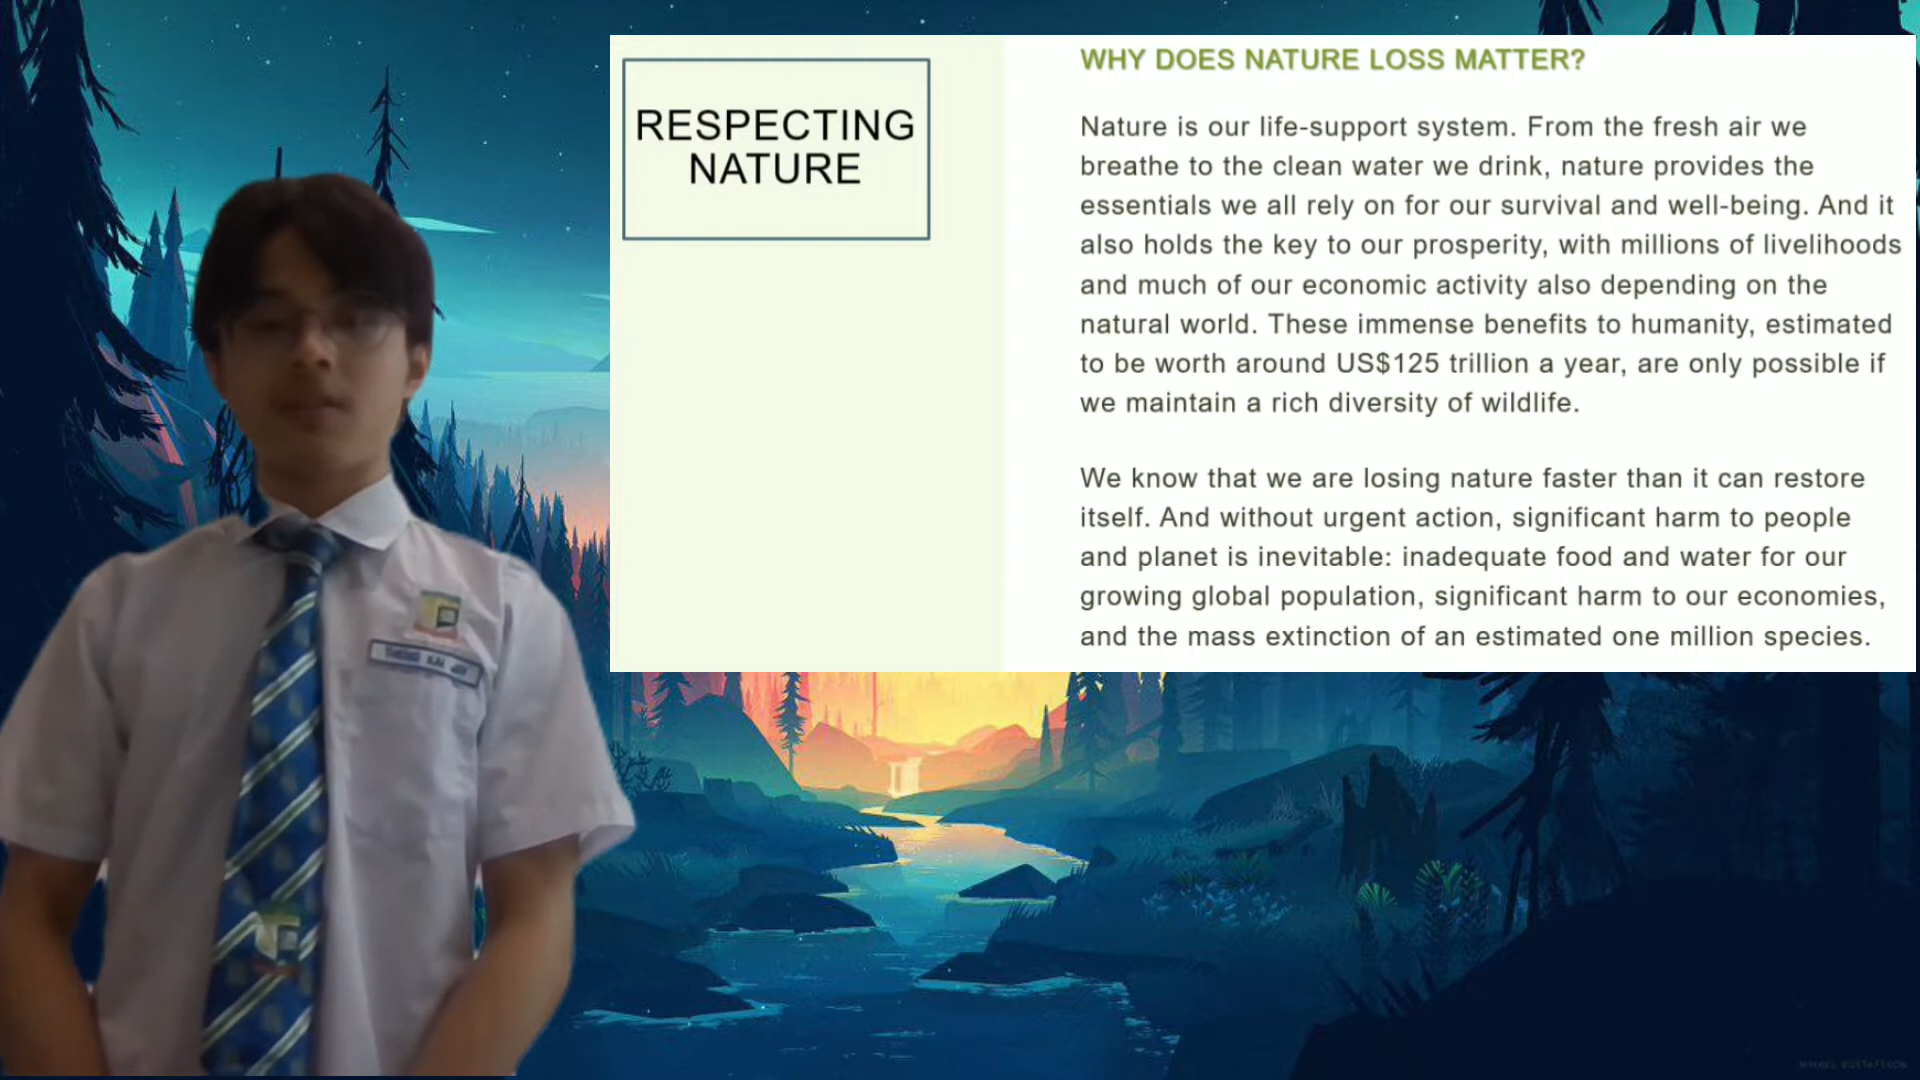 RESPECTING
NATURE
WHY DOES NATURE LOSS MATTER?
Nature is our life-support system. From the fresh air we
breathe to the clean water we drink, nature provides the
essentials we all rely on for our survival and well-being. And it
also holds the key to our prosperity, with millions of livelihoods
and much of our economic activity also depending on the
natural world. These immense benefits to humanity, estimated
to be worth around US$125 trillion a year, are only possible if
we maintain a rich diversity of wildlife.
We know that we are losing nature faster than it can restore
itself. And without urgent action, significant harm to people
and planet is inevitable: inadequate food and water for our
growing global population, significant harm to our economies,
and the mass extinction of an estimated one million species.